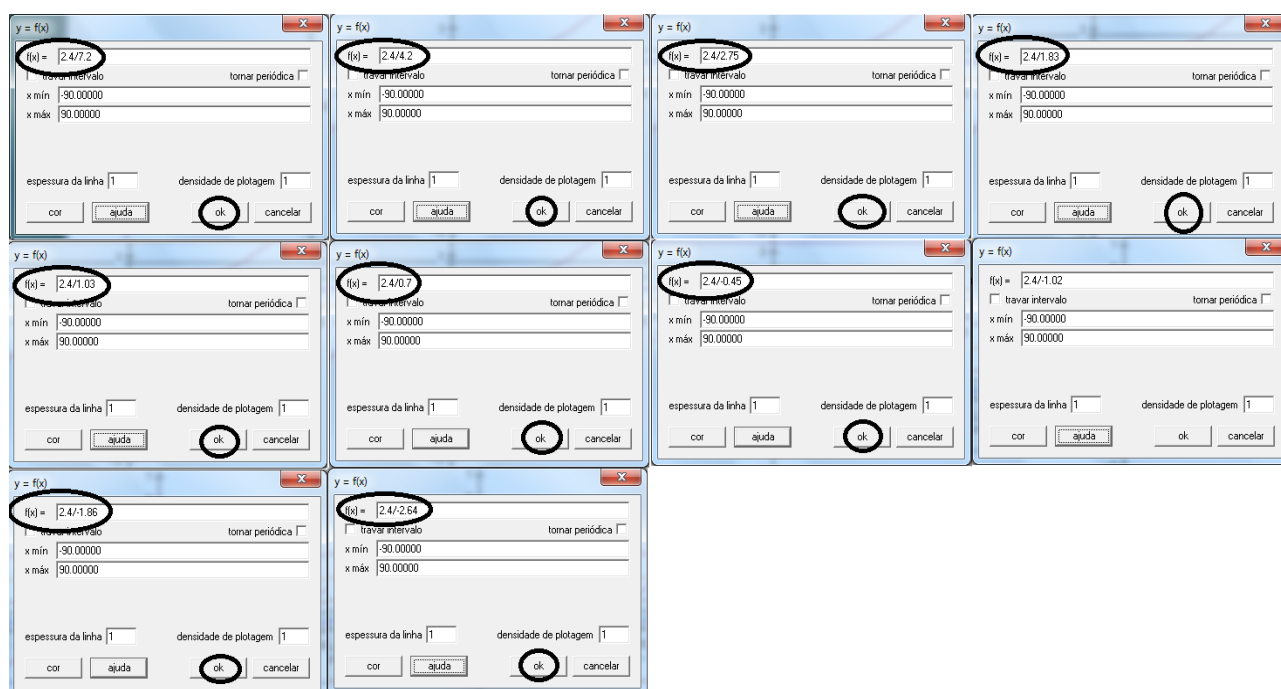 y = f(x) X
f(x) = 2.4/7.2
travar intervalo tornar periódica
x mín -90.00000
x máx 90.00000
espessura da linha 1 densidade de plotagem 1
cor ajuda ok cancelar
y = f(x) X
f(x) = 2.4/4.2
travar intervalo tornar periódica
x mín -90.00000
x máx 90.00000
espessura da linha 1 densidade de plotagem 1
cor ajuda ok cancelar
y = f(x) X
f(x) = 2.4/2.75
travar intervalo tornar periódica
x mín -90.00000
x máx 90.00000
espessura da linha 1 densidade de plotagem 1
cor ajuda ok cancelar
y = f(x) X
f(x) = 2.4/1.83
travar intervalo tornar periódica
x mín -90.00000
x máx 90.00000
espessura da linha 1 densidade de plotagem 1
cor ajuda ok cancelar
y = f(x) X
f(x) = 2.4/1.03
travar intervalo tornar periódica
x mín -90.00000
x máx 90.00000
espessura da linha 1 densidade de plotagem 1
cor ajuda ok cancelar
y = f(x) X
f(x) = 2.4/0.7
travar intervalo tornar periódica
x mín -90.00000
x máx 90.00000
espessura da linha 1 densidade de plotagem 1
cor ajuda ok cancelar
y = f(x) X
f(x) = 2.4/-0.45
travar intervalo tornar periódica
x mín -90.00000
x máx 90.00000
espessura da linha 1 densidade de plotagem 1
cor ajuda ok cancelar
y = f(x) X
f(x) = 2.4/-1.02
travar intervalo tornar periódica
x mín -90.00000
x máx 90.00000
espessura da linha 1 densidade de plotagem 1
cor ajuda ok cancelar
y = f(x) X
f(x) = 2.4/-1.86
travar intervalo tornar periódica
x mín -90.00000
x máx 90.00000
espessura da linha 1 densidade de plotagem 1
cor ajuda ok cancelar
y = f(x) X
f(x) = 2.4/-2.64
travar intervalo tornar periódica
x mín -90.00000
x máx 90.00000
espessura da linha 1 densidade de plotagem 1
cor ajuda ok cancelar